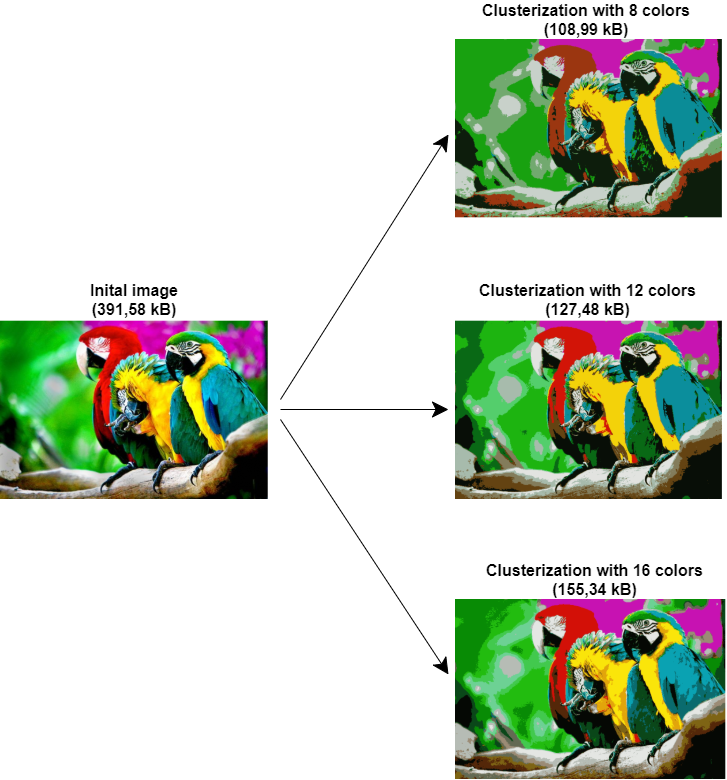 Clusterization with 8 colors
(108,99 kB)
Inital image
(391,58 kB)
Clusterization with 12 colors
(127,48 kB)
Clusterization with 16 colors
(155,34 kB)